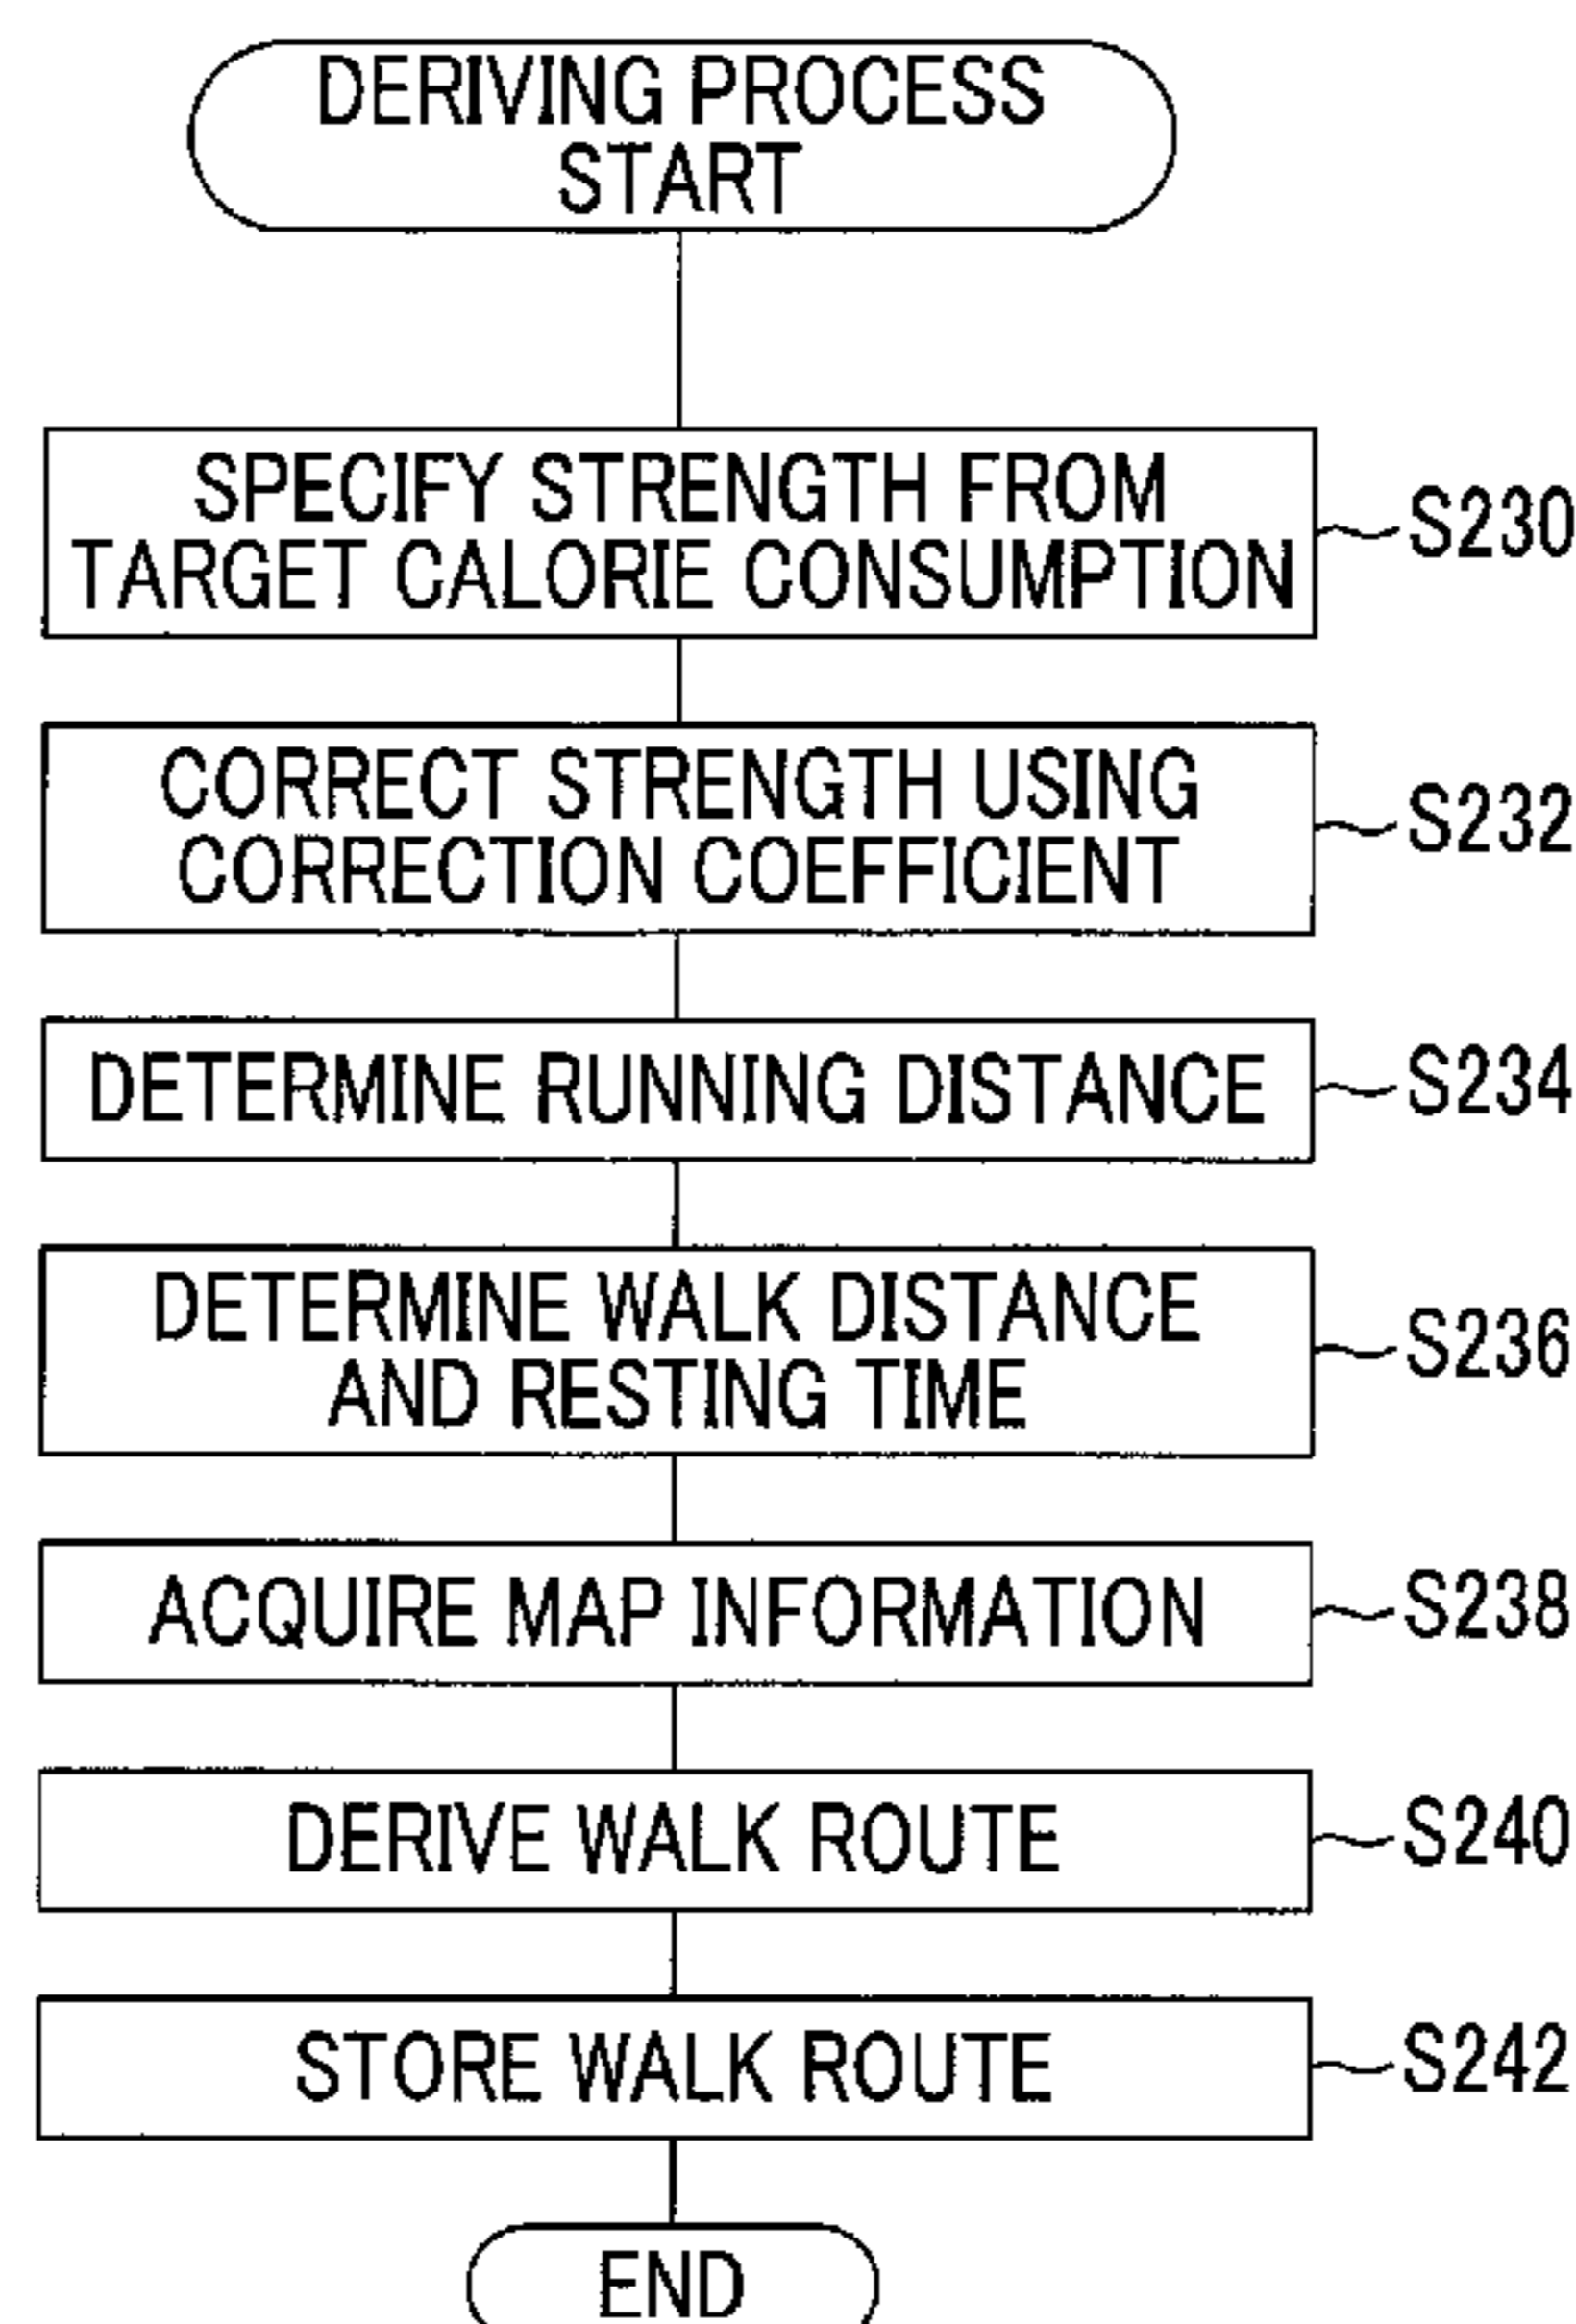 DERIVING PROCESS
START
SPECIFY STRENGTH FROM
TARGET CALORIE CONSUMPTION
S230
CORRECT STRENGTH USING
CORRECTION COEFFICIENT
S232
DETERMINE RUNNING DISTANCE
S234
DETERMINE WALK DISTANCE
AND RESTING TIME
S236
ACQUIRE MAP INFORMATION
S238
DERIVE WALK ROUTE
S240
STORE WALK ROUTE
S242
END